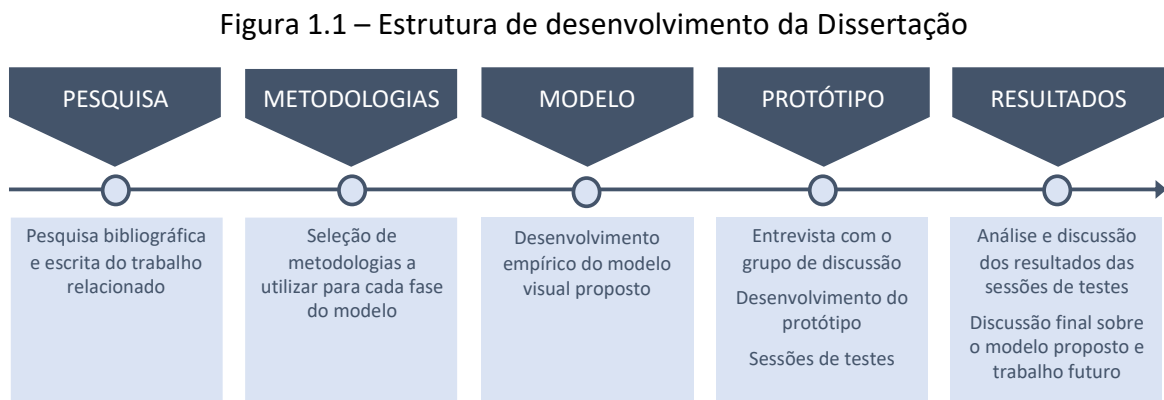 Figura 1.1 – Estrutura de desenvolvimento da Dissertação
PESQUISA
METODOLOGIAS
MODELO
PROTÓTIPO
RESULTADOS
Pesquisa bibliográfica
e escrita do trabalho
relacionado
Seleção de
metodologias a
utilizar para cada fase
do modelo
Desenvolvimento
empírico do modelo
visual proposto
Entrevista com o
grupo de discussão
Desenvolvimento do
protótipo
Sessões de testes
Análise e discussão
dos resultados das
sessões de testes
Discussão final sobre
o modelo proposto e
trabalho futuro